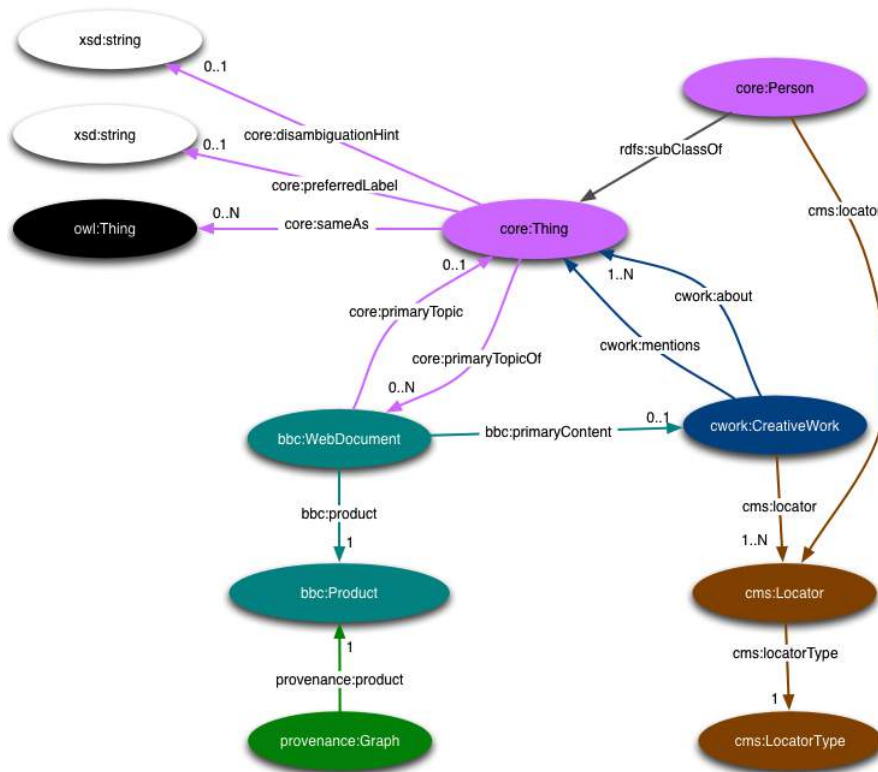 xsd:string
0..1
core:Person
xsd:string
0..1
core:disambiguationHint
rdfs:subClassOf
core:preferredLabel
owl:Thing
0..N
core:sameAs
core:Thing
cms:locator
0..1
1..N
core:primaryTopic
cwork:about
cwork:mentions
core:primaryTopicOf
0..N
bbc:WebDocument
bbc:primaryContent
0..1
cwork:CreativeWork
bbc:product
cms:locator
1
1..N
bbc:Product
cms:Locator
1
cms:locatorType
provenance:product
1
provenance:Graph
cms:LocatorType